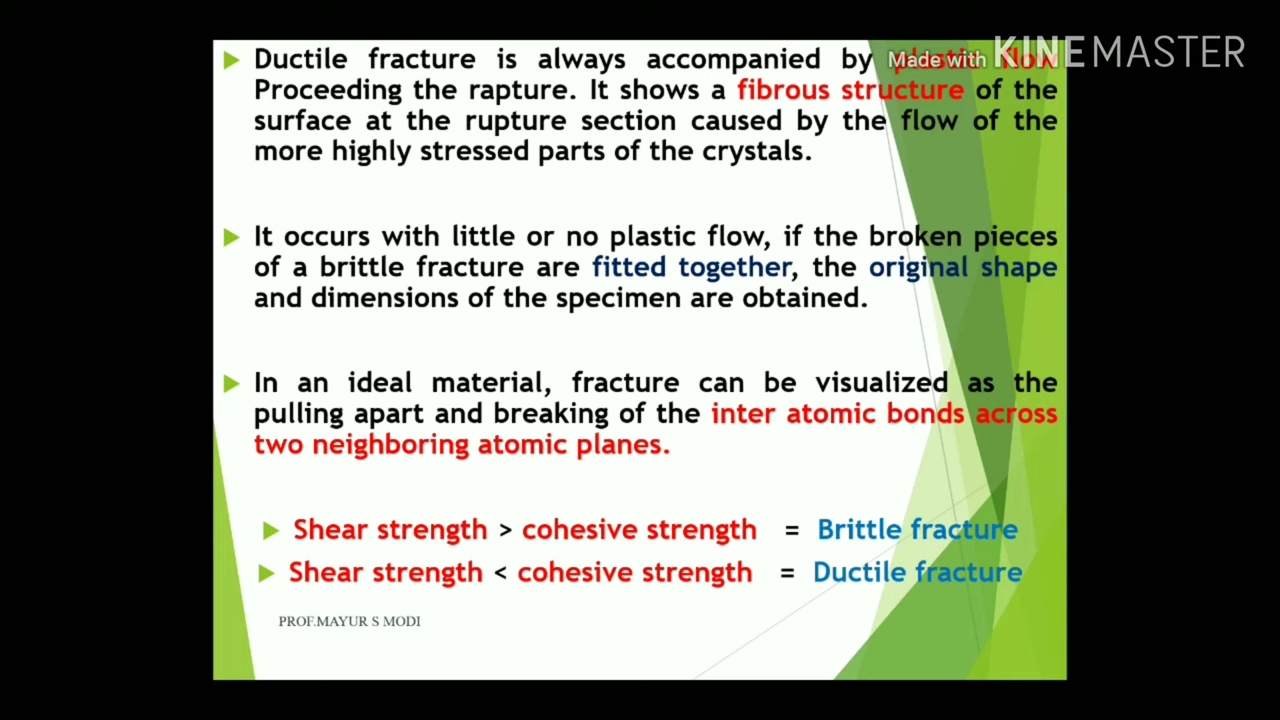 Made with KINEMASTER
Ductile fracture is always accompanied by plastic flow
Proceeding the rapture. It shows a fibrous structure of the
surface at the rupture section caused by the flow of the
more highly stressed parts of the crystals.
It occurs with little or no plastic flow, if the broken pieces
of a brittle fracture are fitted together, the original shape
and dimensions of the specimen are obtained.
In an ideal material, fracture can be visualized as the
pulling apart and breaking of the inter atomic bonds across
two neighboring atomic planes.
Shear strength > cohesive strength = Brittle fracture
Shear strength < cohesive strength = Ductile fracture
PROF.MAYUR S MODI